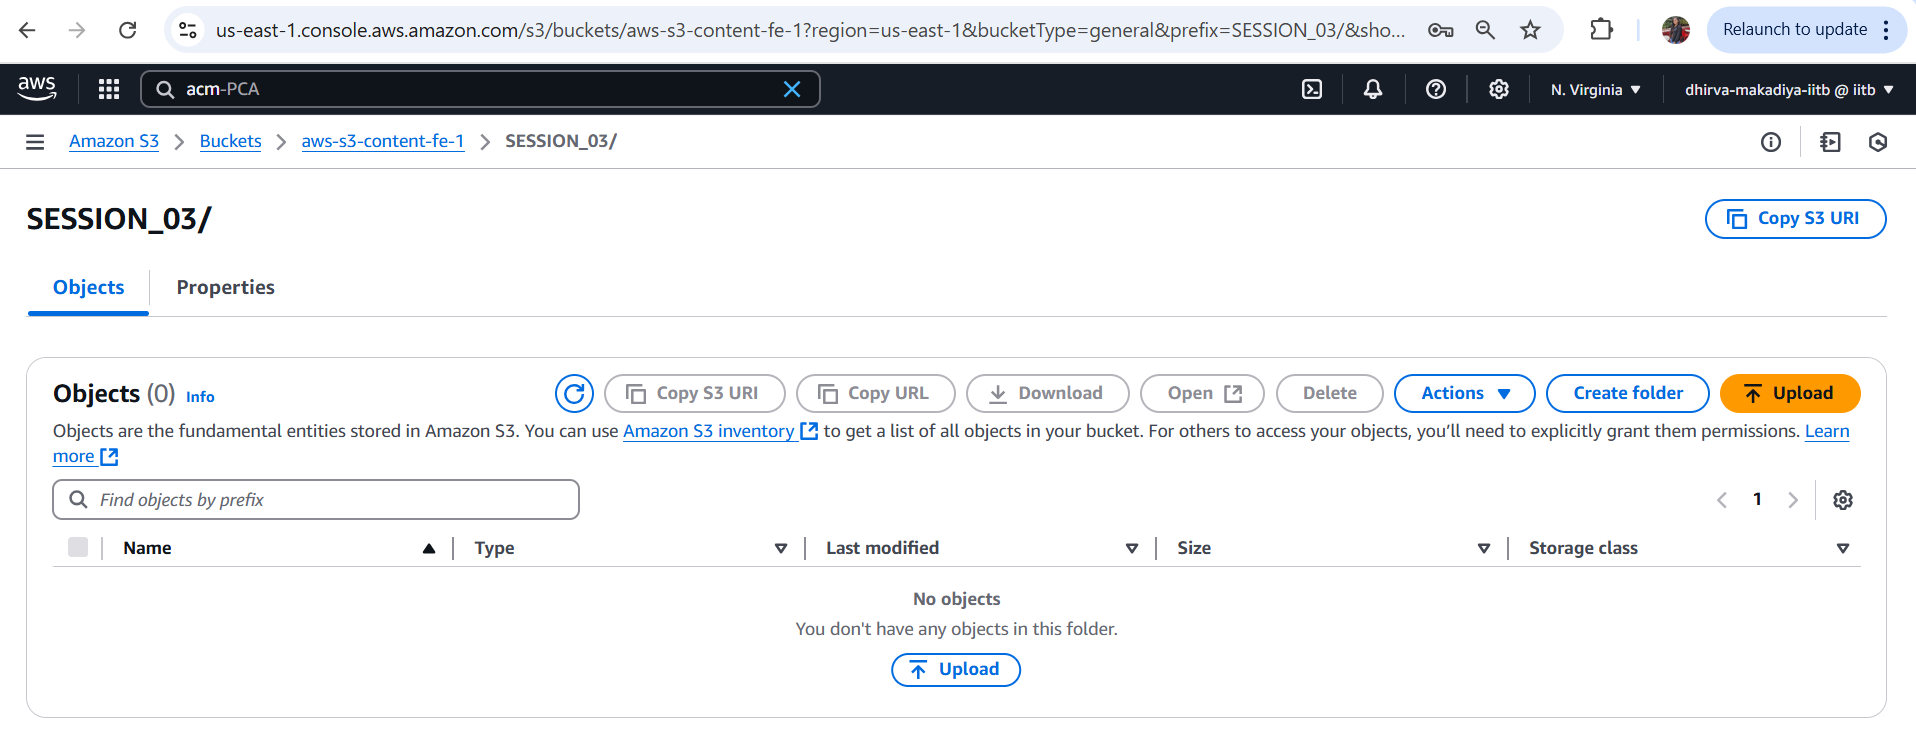 us-east-1.console.aws.amazon.com/s3/buckets/aws-s3-content-fe-1?region=us-east-1&bucketType=general&prefix=SESSION_03/&sho...
Relaunch to update
aws
acm-PCA
N. Virginia
dhirva-makadiya-iitb @ iitb
Amazon S3
Buckets
aws-s3-content-fe-1
SESSION_03/
SESSION_03/
Copy S3 URI
Objects
Properties
Objects (0) Info
Copy S3 URI
Copy URL
Download
Open
Delete
Actions
Create folder
Upload
Objects are the fundamental entities stored in Amazon S3. You can use Amazon S3 inventory to get a list of all objects in your bucket. For others to access your objects, you’ll need to explicitly grant them permissions. Learn
more
Find objects by prefix
1
Name
Type
Last modified
Size
Storage class
No objects
You don't have any objects in this folder.
Upload